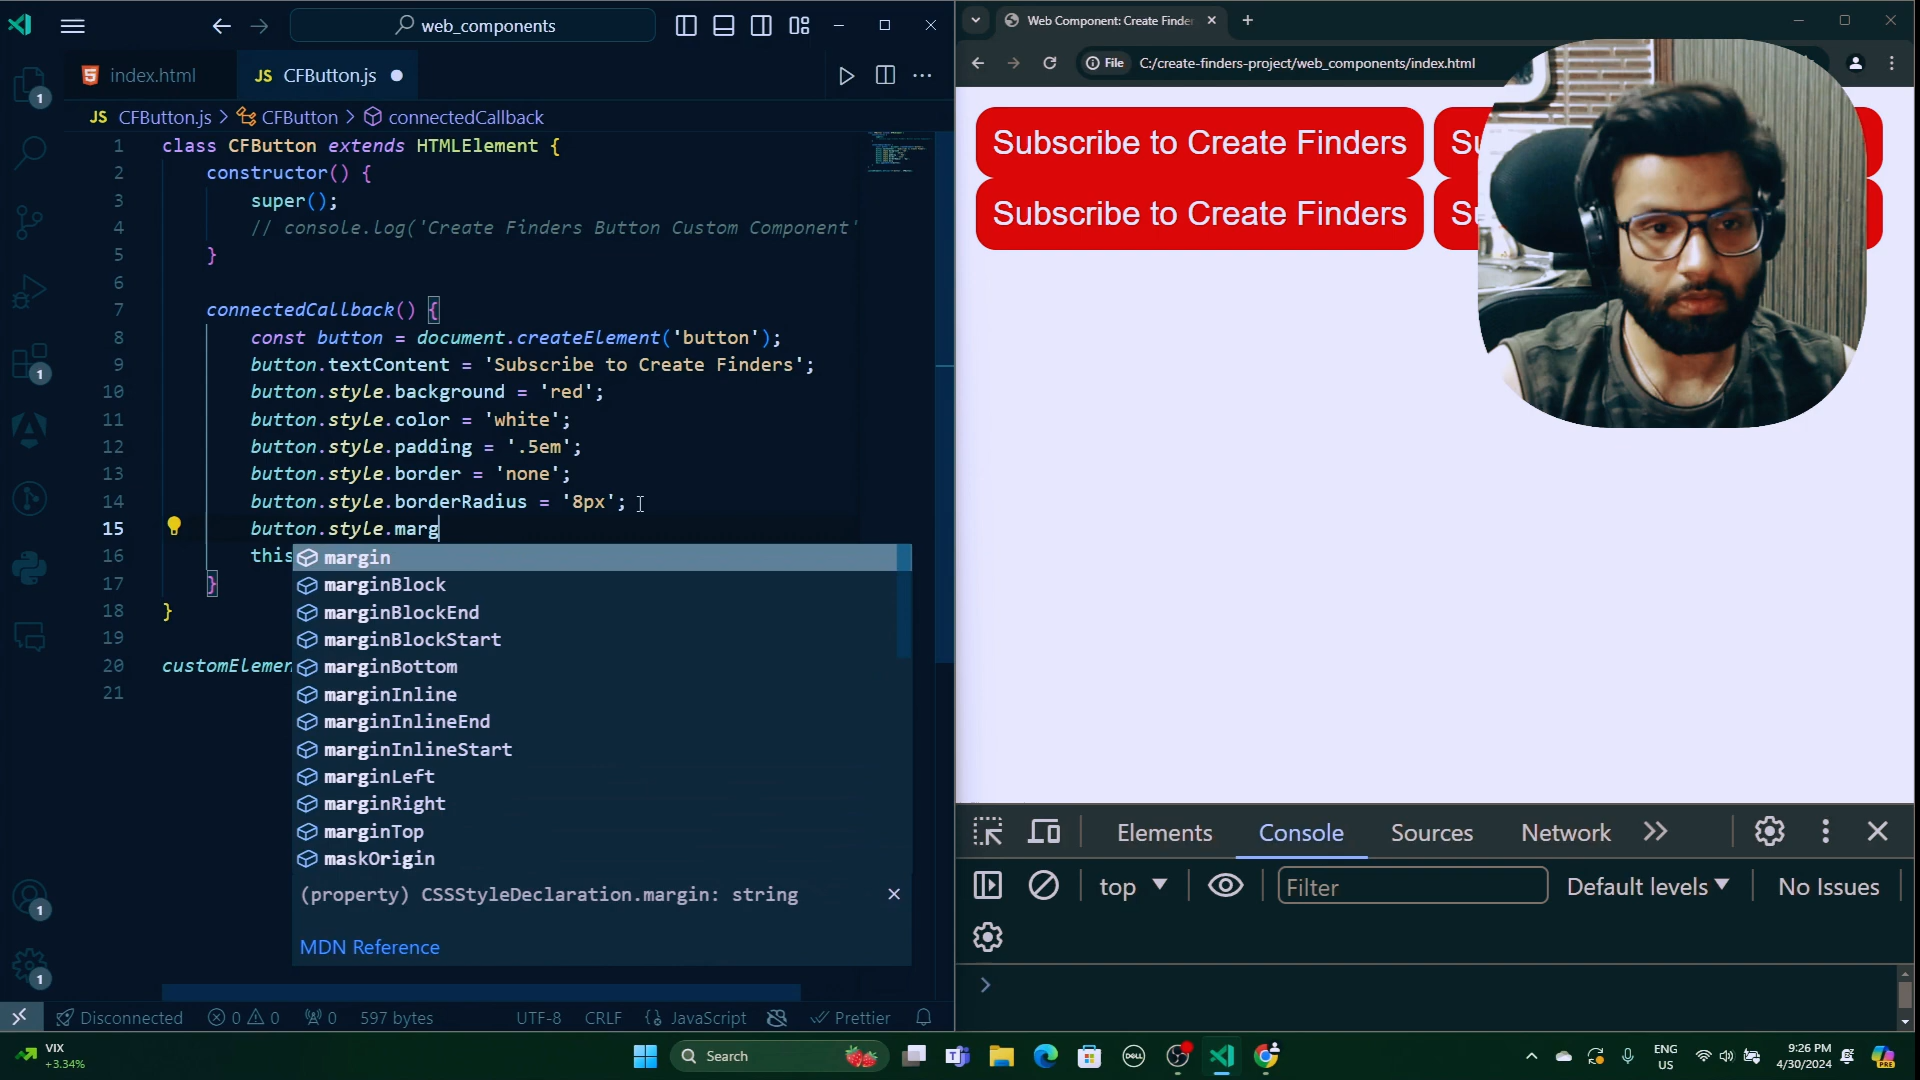 web_components
index.html
JS CFButton.js
JS CFButton.js > CFButton > connectedCallback
1 class CFButton extends HTMLElement {
2 constructor() {
3 super();
4 // console.log('Create Finders Button Custom Component'
5 }
6
7 connectedCallback() {
8 const button = document.createElement('button');
9 button.textContent = 'Subscribe to Create Finders';
10 button.style.background = 'red';
11 button.style.color = 'white';
12 button.style.padding = '.5em';
13 button.style.border = 'none';
14 button.style.borderRadius = '8px';
15 button.style.marg
16 this
17 }
18 }
19
20 customElemen
21
margin
marginBlock
marginBlockEnd
marginBlockStart
marginBottom
marginInline
marginInlineEnd
marginInlineStart
marginLeft
marginRight
marginTop
maskOrigin
(property) CSSStyleDeclaration.margin: string
MDN Reference
1
1
1
1
Disconnected 0 0 0 597 bytes UTF-8 CRLF JavaScript Prettier
Web Component: Create Finder
File C:/create-finders-project/web_components/index.html
Subscribe to Create Finders
Subscribe to Create Finders
Elements Console Sources Network
top Filter Default levels No Issues
VIX
+3.34%
Search
ENG
US
9:26 PM
4/30/2024